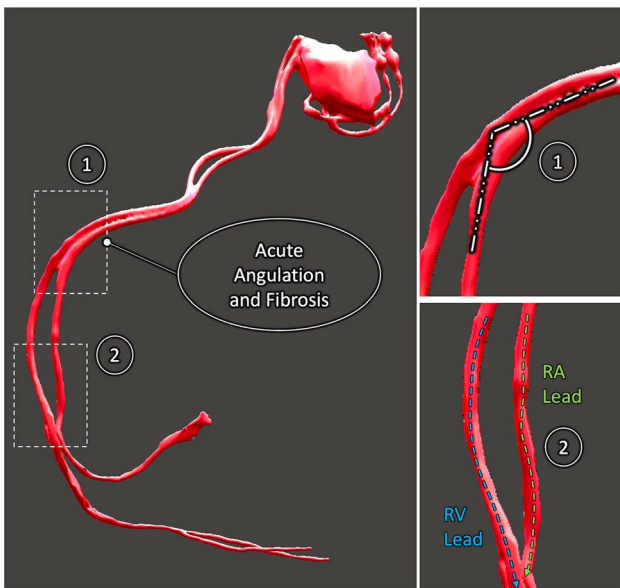 1
Acute
Angulation
and Fibrosis
2
1
RA
Lead
2
RV
Lead